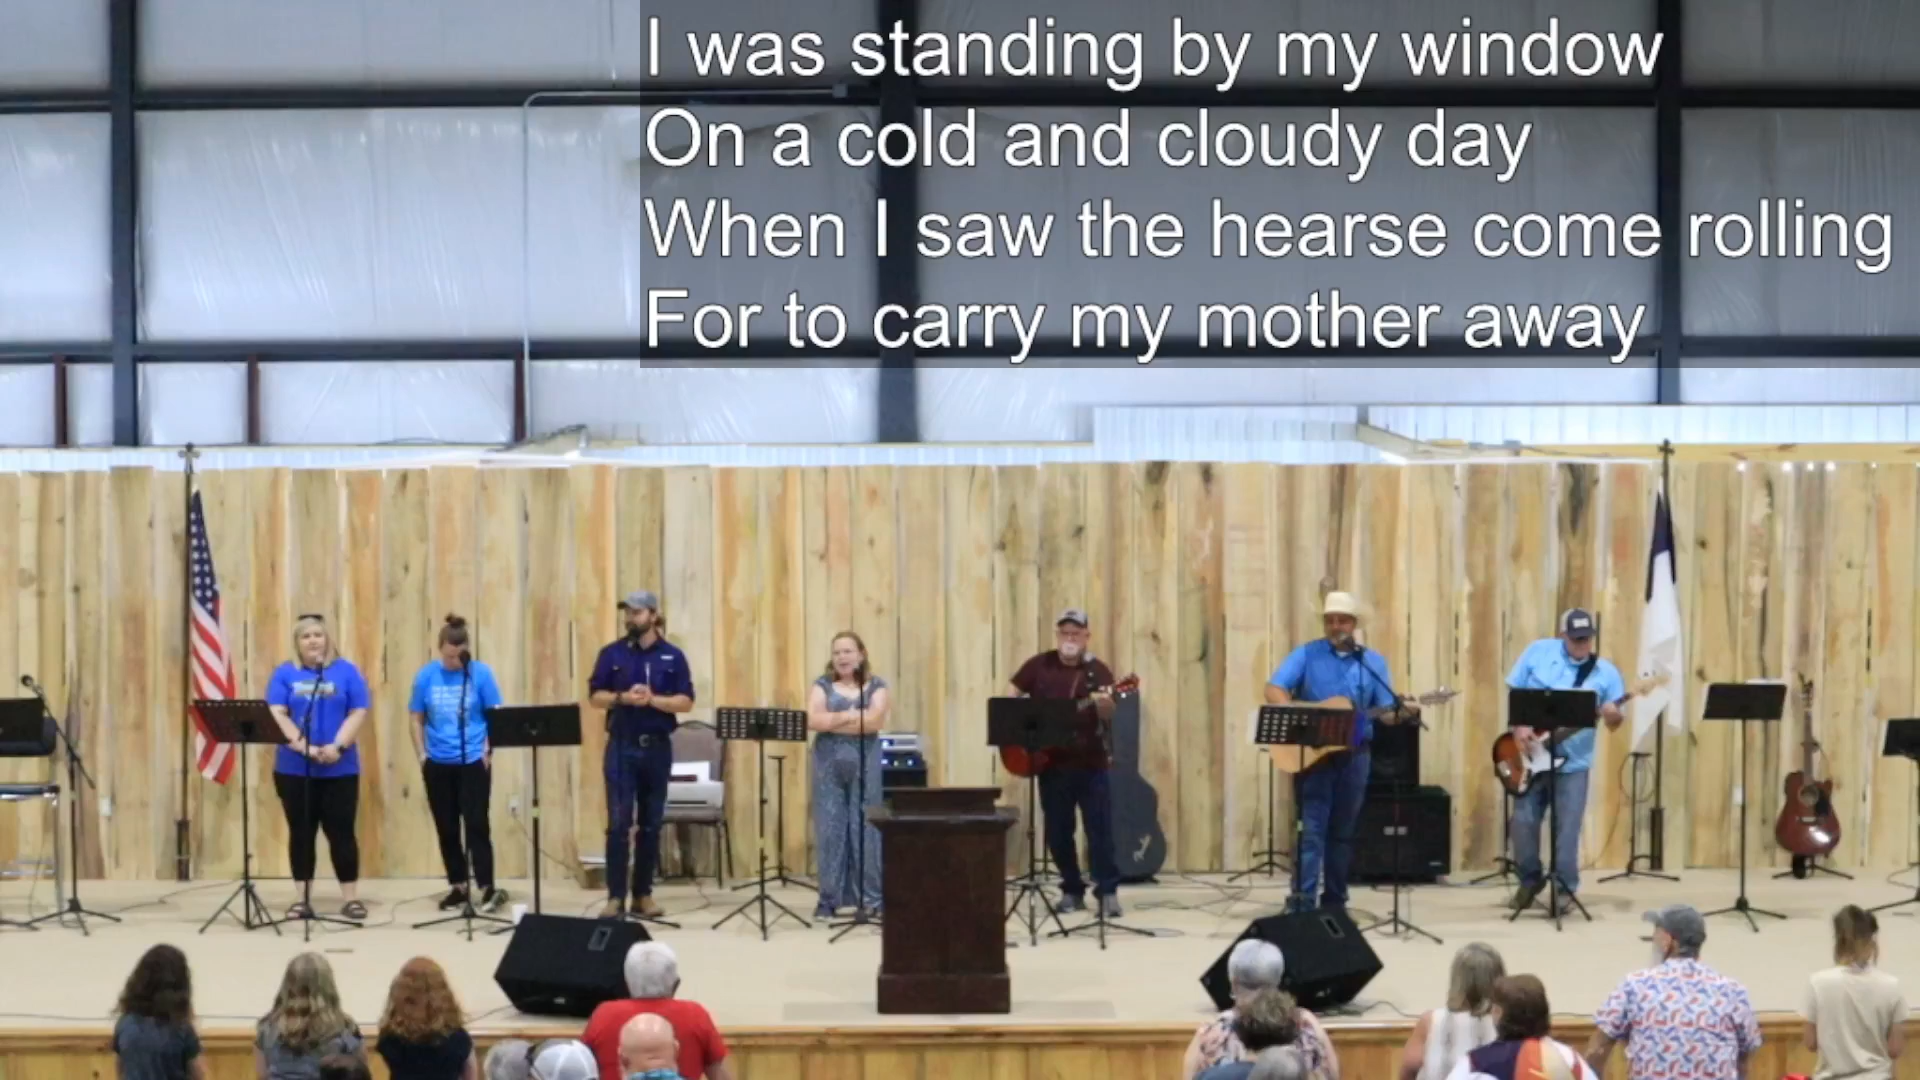 I was standing by my window
On a cold and cloudy day
When I saw the hearse come rolling
For to carry my mother away